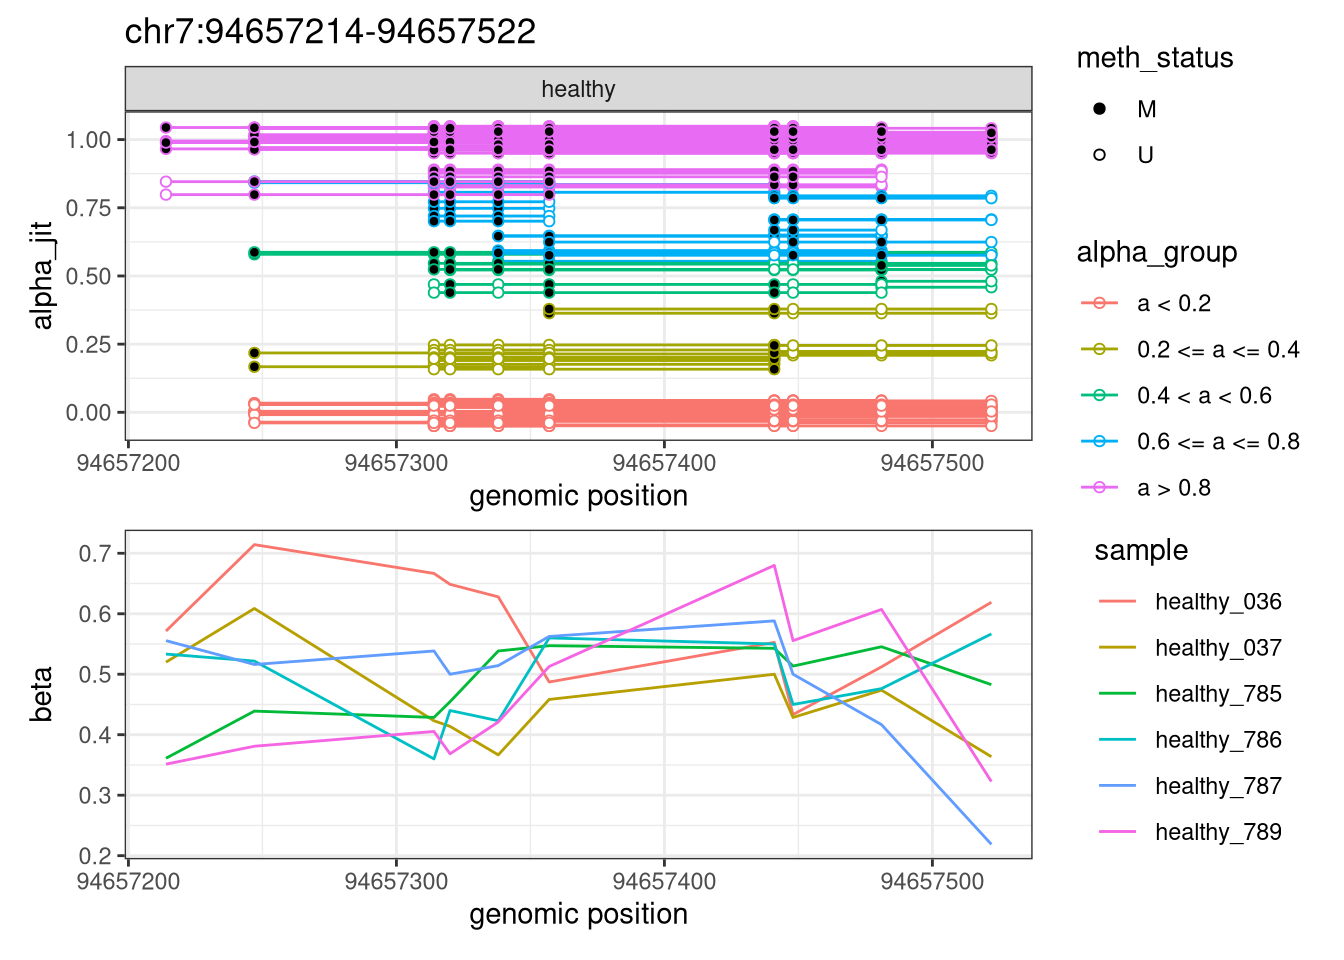 chr7:94657214-94657522
healthy
1.00
0.75
0.50
0.25
0.00
alpha_jit
94657200 94657300 94657400 94657500
genomic position
meth_status
M
U
alpha_group
a < 0.2
0.2 <= a <= 0.4
0.4 < a < 0.6
0.6 <= a <= 0.8
a > 0.8
0.7
0.6
0.5
0.4
0.3
0.2
beta
94657200 94657300 94657400 94657500
genomic position
sample
healthy_036
healthy_037
healthy_785
healthy_786
healthy_787
healthy_789